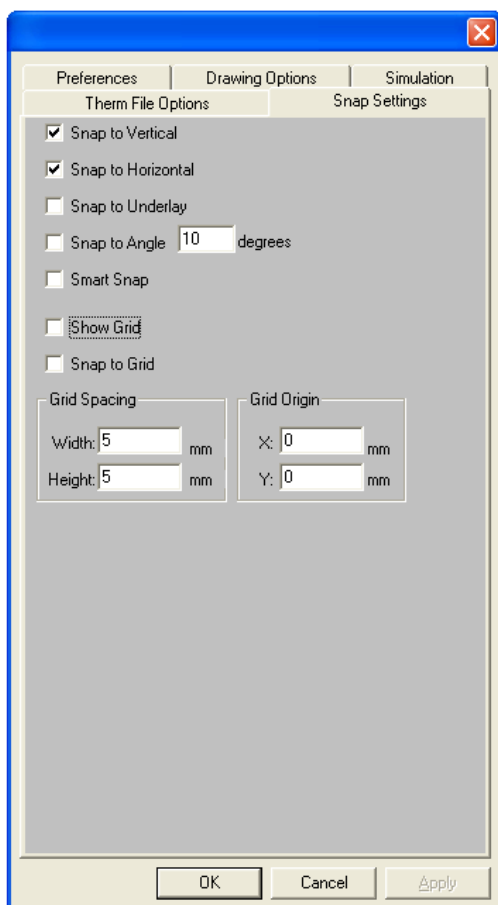 Preferences Drawing Options Simulation
Therm File Options Snap Settings
Snap to Vertical
Snap to Horizontal
Snap to Underlay
Snap to Angle 10 degrees
Smart Snap
Show Grid
Snap to Grid
Grid Spacing Grid Origin
Width: 5 mm X: 0 mm
Height: 5 mm Y: 0 mm
OK Cancel Apply